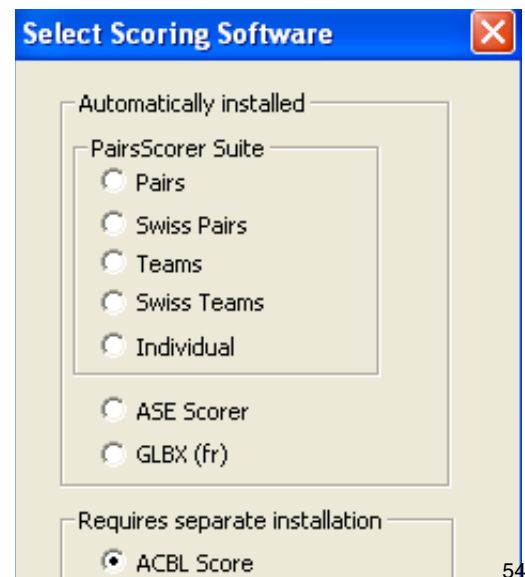 Select Scoring Software
Automatically installed
PairsScorer Suite
Pairs
Swiss Pairs
Teams
Swiss Teams
Individual
ASE Scorer
GLBX (fr)
Requires separate installation
ACBL Score
54